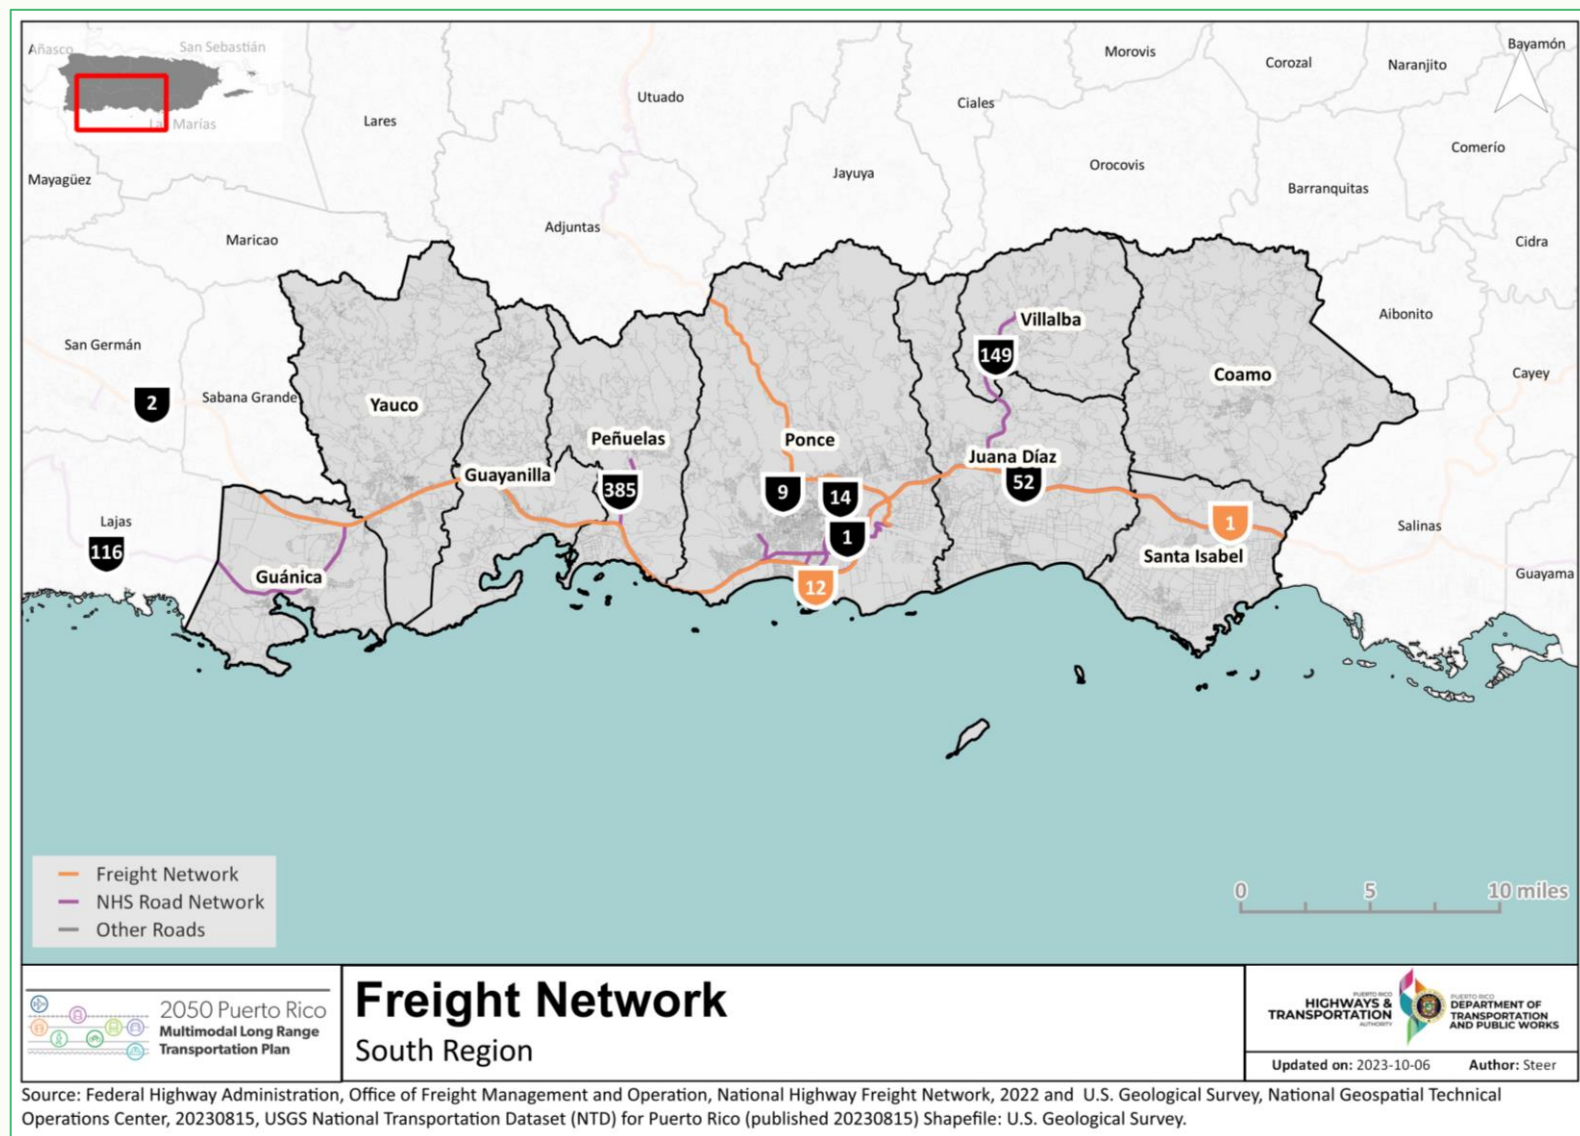 Añasco
San Sebastián
Las Marías
Mayagüez
Lares
Utuado
Ciales
Morovis
Corozal
Naranjito
Bayamón
Comerío
Orocovis
Barranquitas
Jayuya
Adjuntas
Maricao
Cidra
San Germán
Sabana Grande
2
Aibonito
Cayey
Villalba
149
Coamo
Yauco
Peñuelas
Ponce
Guayanilla
Juana Díaz
385
9
14
52
1
1
Lajas
116
Salinas
Santa Isabel
Guánica
12
Guayama
Freight Network
NHS Road Network
Other Roads
0 5 10 miles
2050 Puerto Rico
Multimodal Long Range
Transportation Plan
Freight Network
South Region
PUERTO RICO
HIGHWAYS &
TRANSPORTATION
AUTHORITY
PUERTO RICO
DEPARTMENT OF
TRANSPORTATION
AND PUBLIC WORKS
Updated on: 2023-10-06 Author: Steer
Source: Federal Highway Administration, Office of Freight Management and Operation, National Highway Freight Network, 2022 and U.S. Geological Survey, National Geospatial Technical
Operations Center, 20230815, USGS National Transportation Dataset (NTD) for Puerto Rico (published 20230815) Shapefile: U.S. Geological Survey.